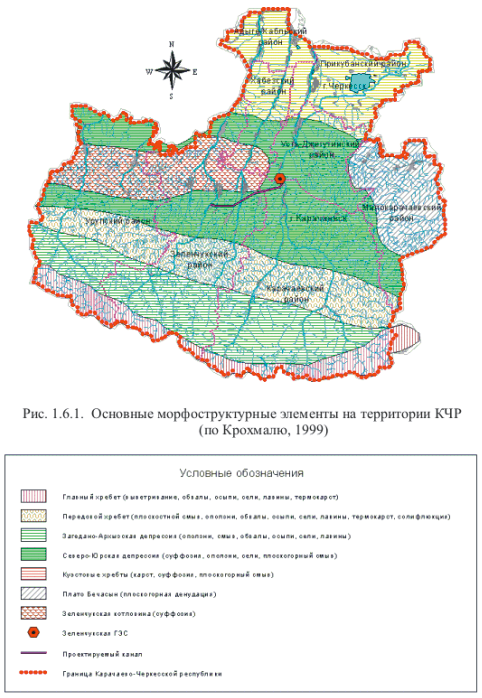 N
W E
S
Адыге-Хабльский
район
Прикубанский район
Хабезский
район
г.Черкесск
Усть-Джегутинский
район
Малокарачаевский
район
г.Карачаевск
Урупский район
Зеленчукский
район
Карачаевский
район
Рис. 1.6.1. Основные морфоструктурные элементы на территории КЧР
(по Крохмалю, 1999)
Условные обозначения
Главный хребет (выветривание, обвалы, осыпи, сели, лавины, термокарст)
Передовой хребет (плоскостной смыв, оползни, обвалы, осыпи, сели, лавины, термокарст, солифлюкция)
Загедано-Архызская депрессия (оползни, смыв, обвалы, осыпи, сели, лавины)
Северо-Юрская депрессия (суффозия, оползни, сели, плоскогорный смыв)
Куэстовые хребты (карст, суффозия, плоскогорный смыв)
Плато Бечасын (плоскогорная денудация)
Зеленчукская котловина (суффозия)
Зеленчукская ГЭС
Проектируемый канал
Граница Карачаево-Черкесской республики